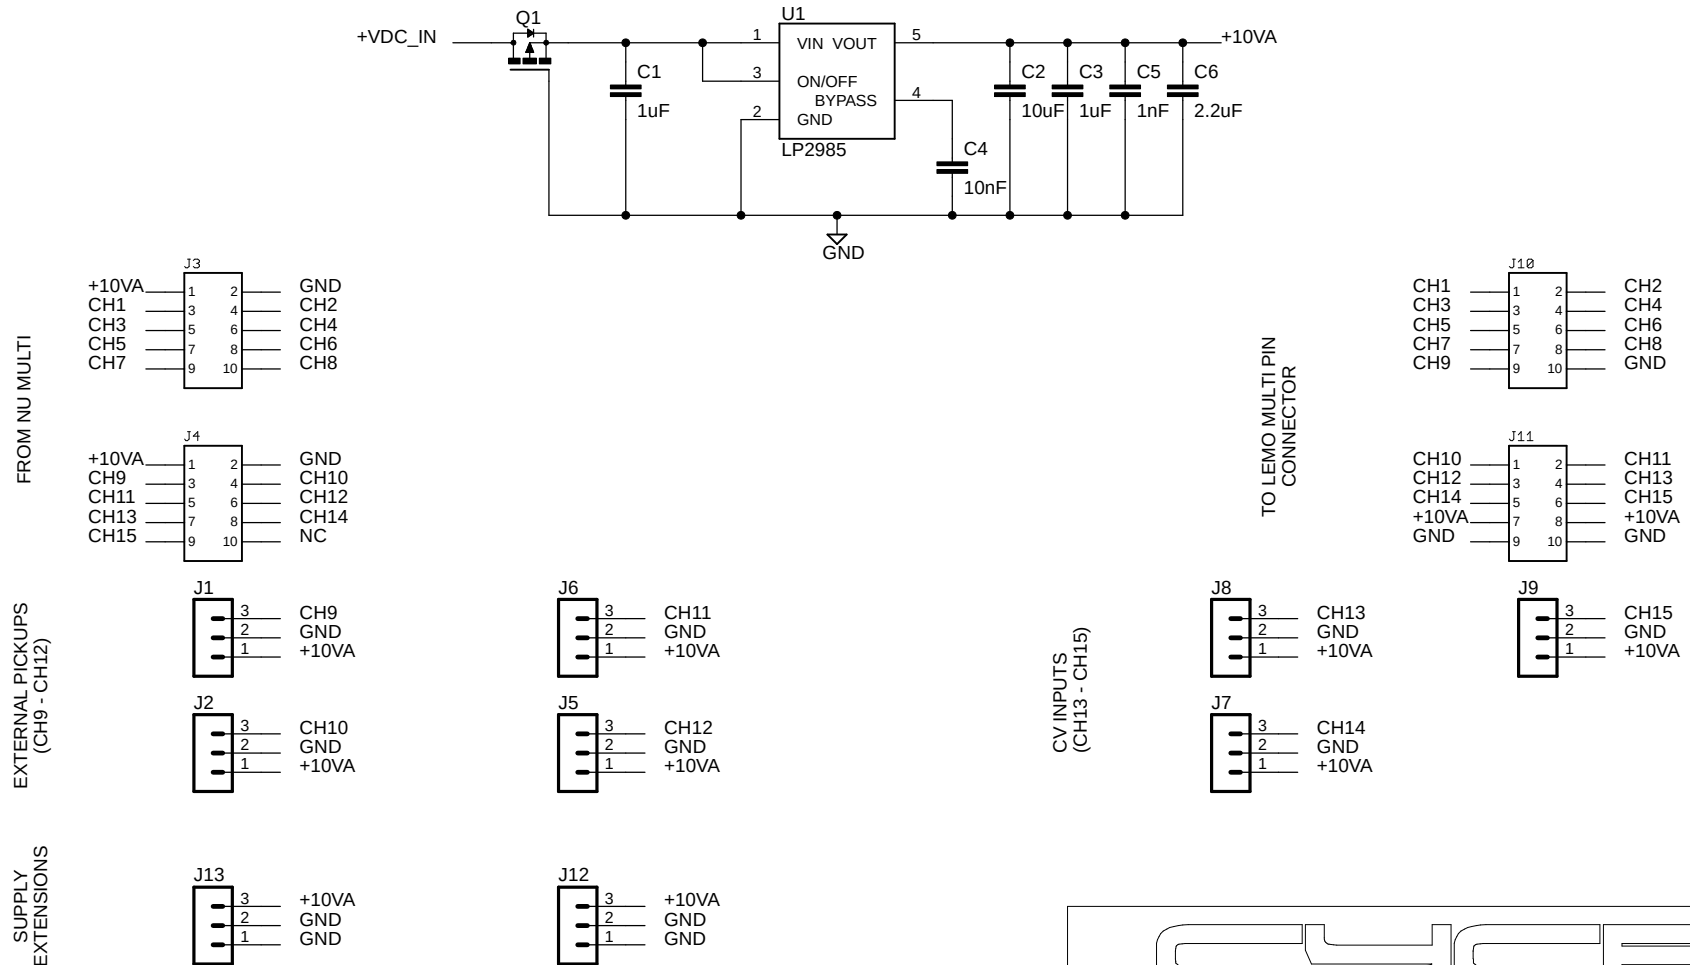 Q1
U1
+VDC_IN
1
VIN VOUT
5
+10VA
3
ON/OFF
BYPASS
4
2
GND
LP2985
C1
1uF
C2
10uF
C3
1uF
C5
1nF
C6
2.2uF
C4
10nF
GND
FROM NU MULTI
J3
+10VA 1 2 GND
CH1 3 4 CH2
CH3 5 6 CH4
CH5 7 8 CH6
CH7 9 10 CH8
J4
+10VA 1 2 GND
CH9 3 4 CH10
CH11 5 6 CH12
CH13 7 8 CH14
CH15 9 10 NC
TO LEMO MULTI PIN
CONNECTOR
J10
CH1 1 2 CH2
CH3 3 4 CH4
CH5 5 6 CH6
CH7 7 8 CH8
CH9 9 10 GND
J11
CH10 1 2 CH11
CH12 3 4 CH13
CH14 5 6 CH15
+10VA 7 8 +10VA
GND 9 10 GND
EXTERNAL PICKUPS
(CH9 - CH12)
J1
3 CH9
2 GND
1 +10VA
J6
3 CH11
2 GND
1 +10VA
J2
3 CH10
2 GND
1 +10VA
J5
3 CH12
2 GND
1 +10VA
CV INPUTS
(CH13 - CH15)
J8
3 CH13
2 GND
1 +10VA
J9
3 CH15
2 GND
1 +10VA
J7
3 CH14
2 GND
1 +10VA
SUPPLY
EXTENSIONS
J13
3 +10VA
2 GND
1 GND
J12
3 +10VA
2 GND
1 GND